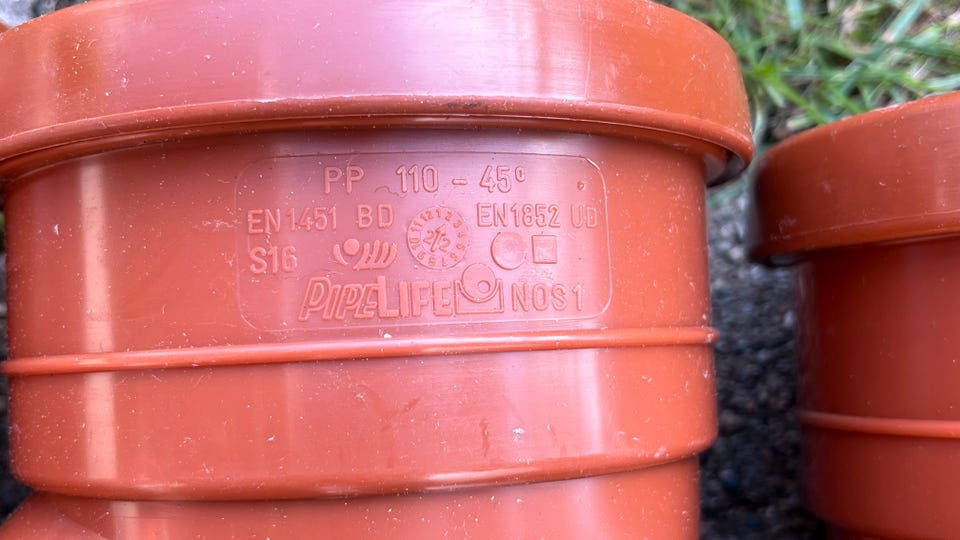 PP 110 - 45°
EN1451 BD EN1852 UD
S16
PIPELIFE NOS1